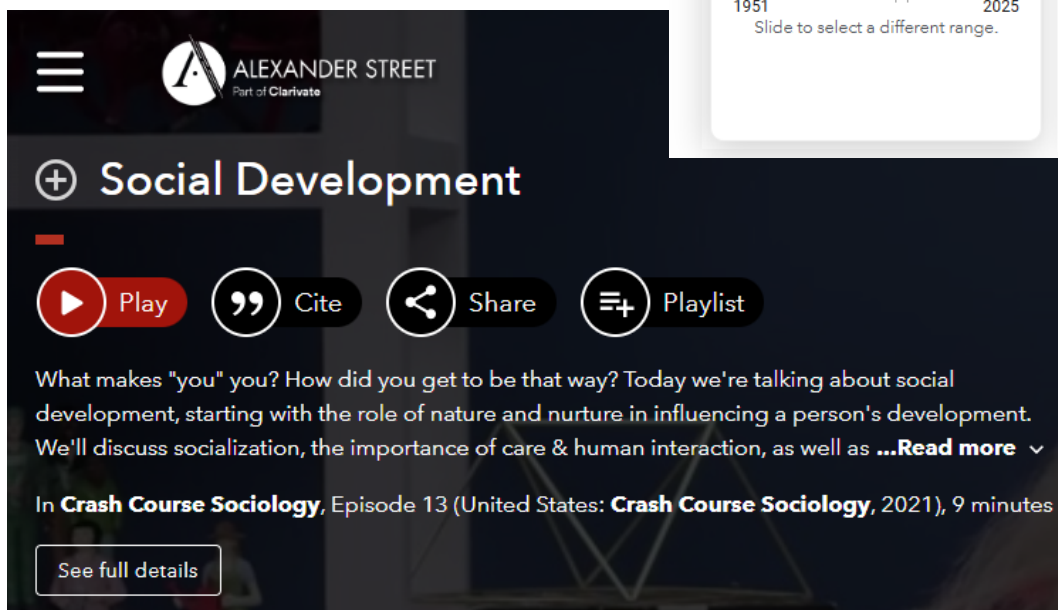 1951
2025
Slide to select a different range.
ALEXANDER STREET
Part of Clarivate
Social Development
Play
Cite
Share
Playlist
What makes "you" you? How did you get to be that way? Today we're talking about social
development, starting with the role of nature and nurture in influencing a person's development.
We'll discuss socialization, the importance of care & human interaction, as well as ...Read more
In Crash Course Sociology, Episode 13 (United States: Crash Course Sociology, 2021), 9 minutes
See full details